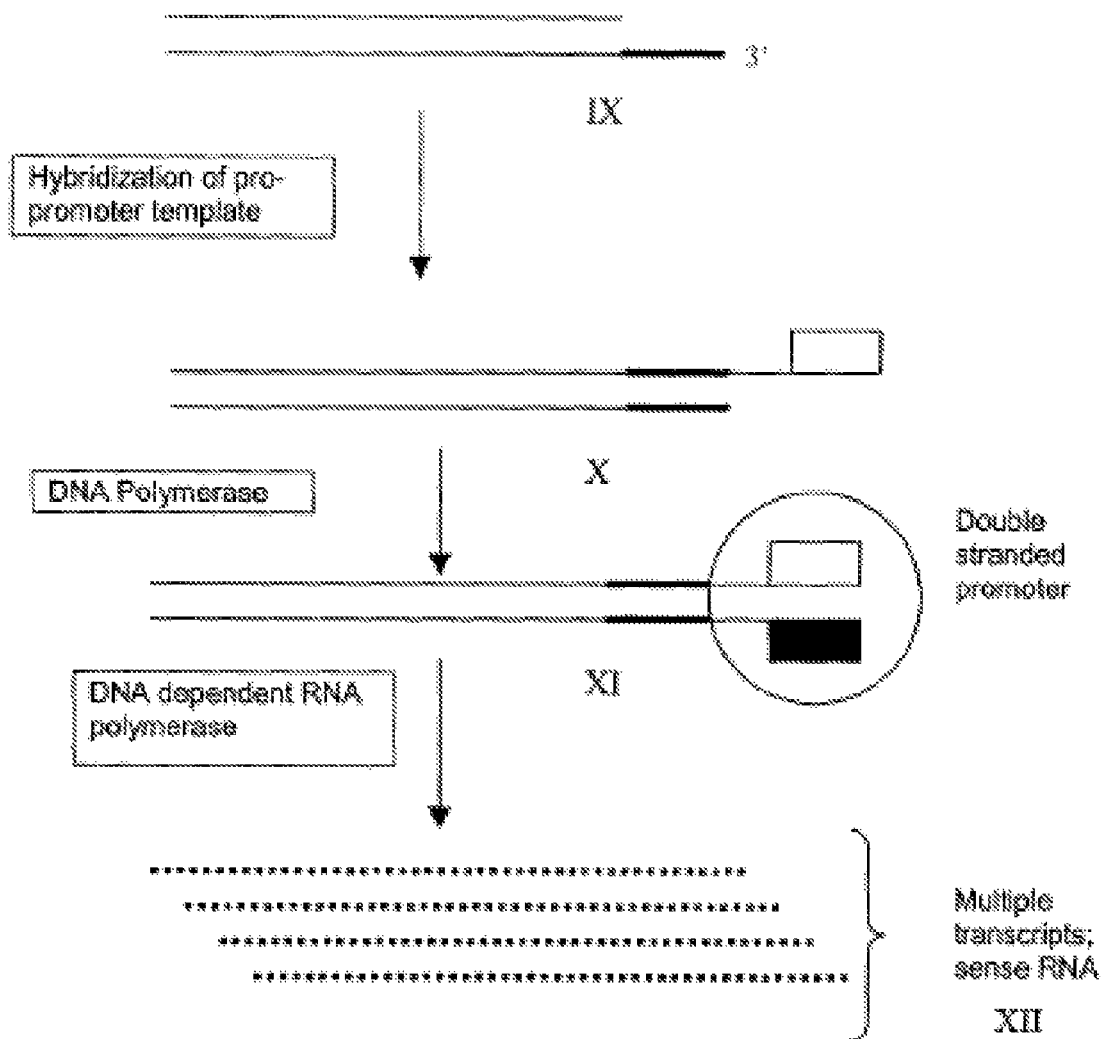 3'
IX
Hybridization of pro-
promoter template
X
DNA Polymerase
Double
stranded
promoter
XI
DNA dependent RNA
polymerase
Multiple
transcripts;
sense RNA
XII